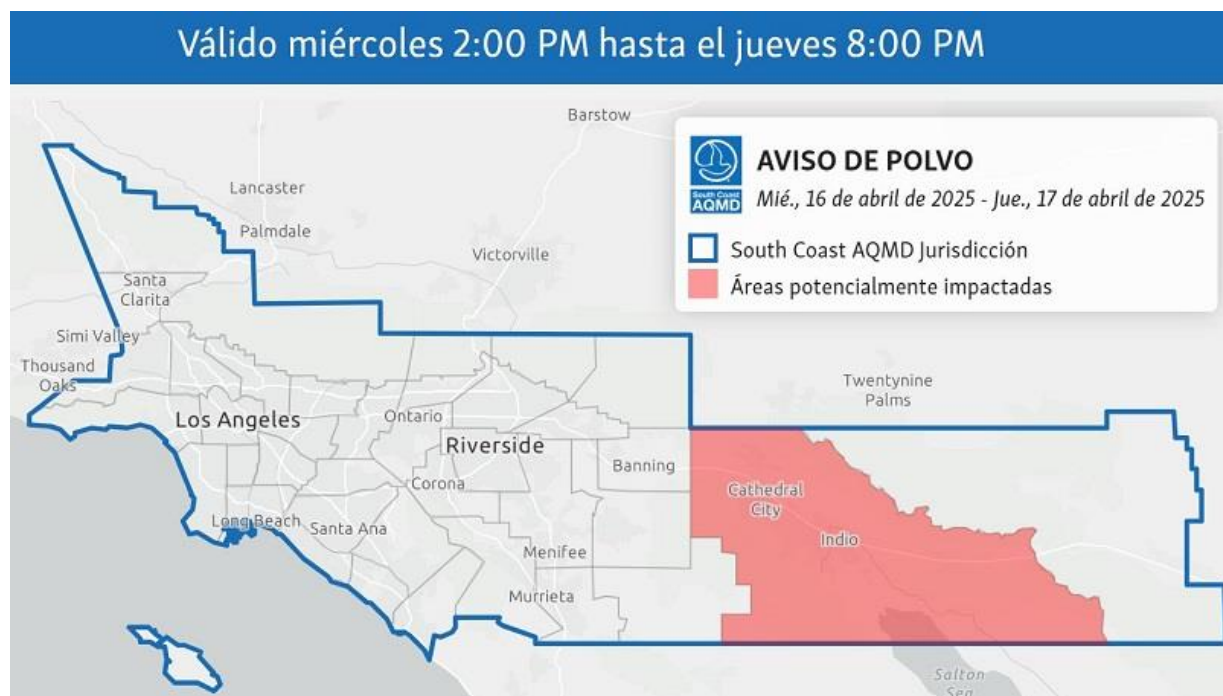 Válido miércoles 2:00 PM hasta el jueves 8:00 PM
Barstow
South Coast
AQMD
AVISO DE POLVO
Mié., 16 de abril de 2025 - Jue., 17 de abril de 2025
South Coast AQMD Jurisdicción
Áreas potencialmente impactadas
Lancaster
Palmdale
Victorville
Santa
Clarita
Simi Valley
Thousand
Oaks
Twentynine
Palms
Los Angeles
Ontario
Riverside
Banning
Corona
Cathedral
City
Long Beach
Santa Ana
Indio
Menifee
Murrieta
Salton
Sea